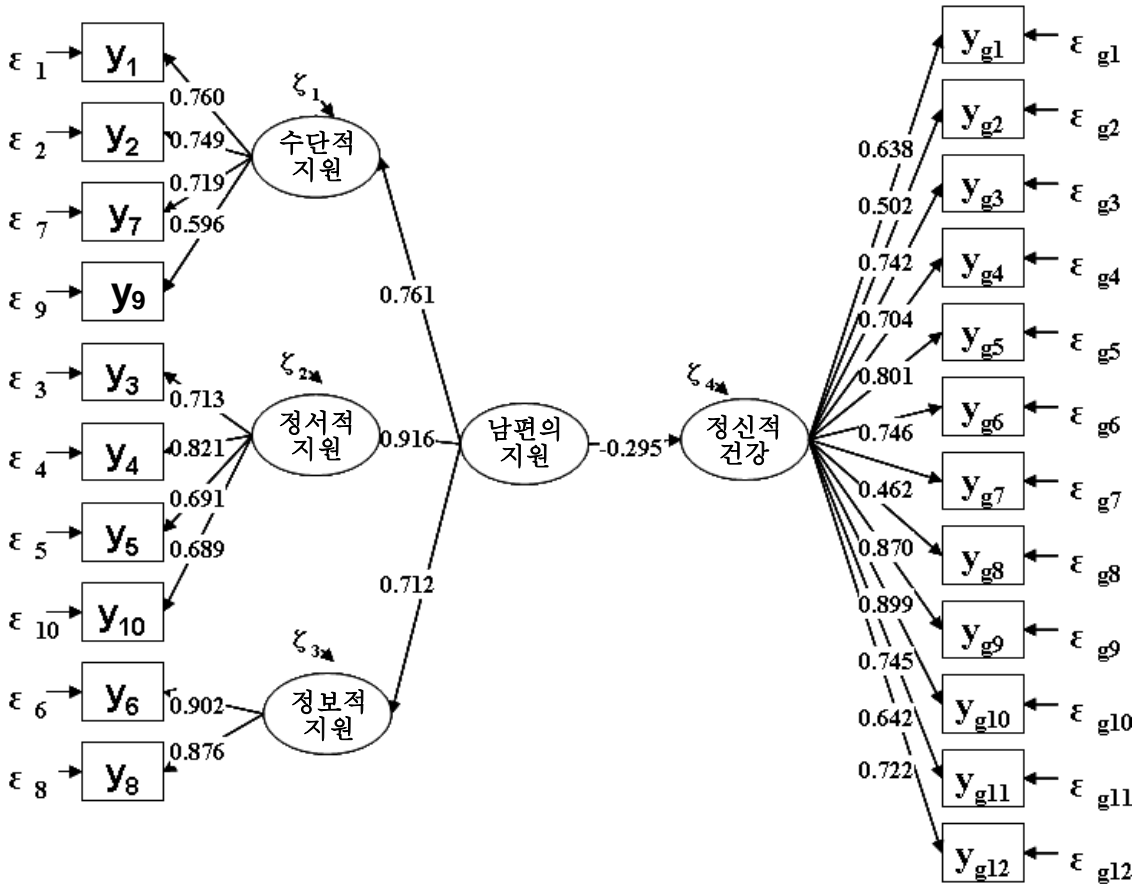 ε 1
y1
0.760
ε 2
y2
0.749
ε 7
y7
0.719
ε 9
y9
0.596
ζ 1
수단적
지원
ε 3
y3
0.713
ε 4
y4
0.821
ε 5
y5
0.691
ε 10
y10
0.689
ζ 2
정서적
지원
ε 6
y6
0.902
ε 8
y8
0.876
ζ 3
정보적
지원
0.761
0.916
0.712
남편의
지원
-0.295
ζ 4
정신적
건강
0.638
0.502
0.742
0.704
0.801
0.746
0.462
0.870
0.899
0.745
0.642
0.722
yg1
ε g1
yg2
ε g2
yg3
ε g3
yg4
ε g4
yg5
ε g5
yg6
ε g6
yg7
ε g7
yg8
ε g8
yg9
ε g9
yg10
ε g10
yg11
ε g11
yg12
ε g12